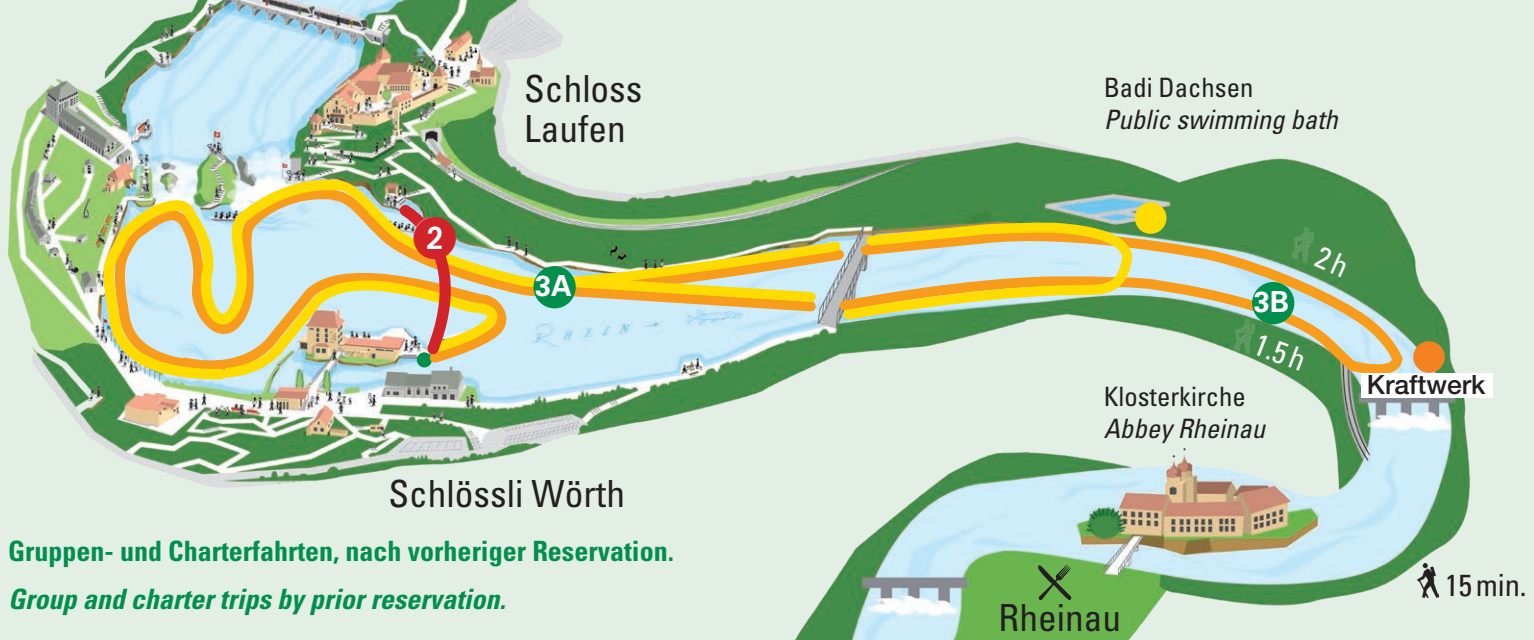 Schloss
Laufen
Badi Dachsen
Public swimming bath
2
3A
RHEIN
2h
3B
1.5h
Kraftwerk
Klosterkirche
Abbey Rheinau
Schlössli Wörth
Gruppen- und Charterfahrten, nach vorheriger Reservation.
Group and charter trips by prior reservation.
Rheinau
15 min.